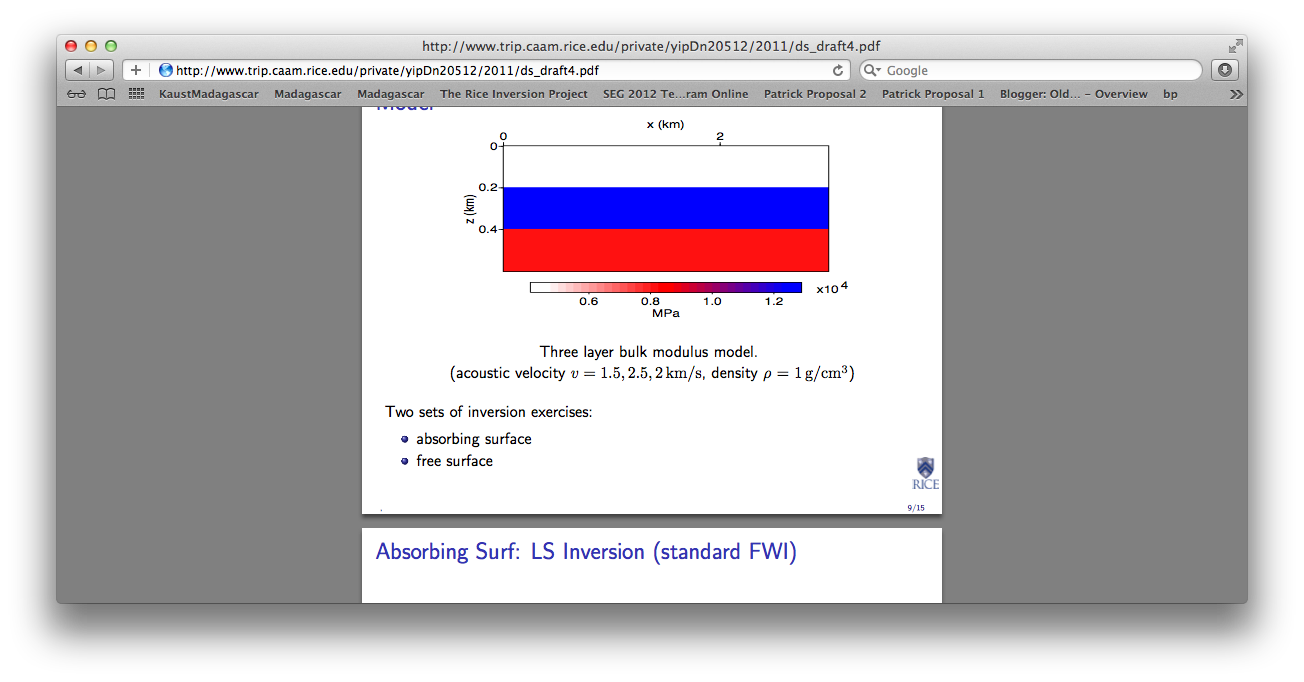 http://www.trip.caam.rice.edu/private/yipDn20512/2011/ds_draft4.pdf
http://www.trip.caam.rice.edu/private/yipDn20512/2011/ds_draft4.pdf
Google
KaustMadagascar Madagascar Madagascar The Rice Inversion Project SEG 2012 Te...ram Online Patrick Proposal 2 Patrick Proposal 1 Blogger: Old... – Overview bp
Model
x (km)
0 2
0
0.2
z (km)
0.4
x10 4
0.6 0.8 1.0 1.2
MPa
Three layer bulk modulus model.
(acoustic velocity v = 1.5, 2.5, 2 km/s, density ρ = 1 g/cm³)
Two sets of inversion exercises:
absorbing surface
free surface
RICE
9/15
Absorbing Surf: LS Inversion (standard FWI)